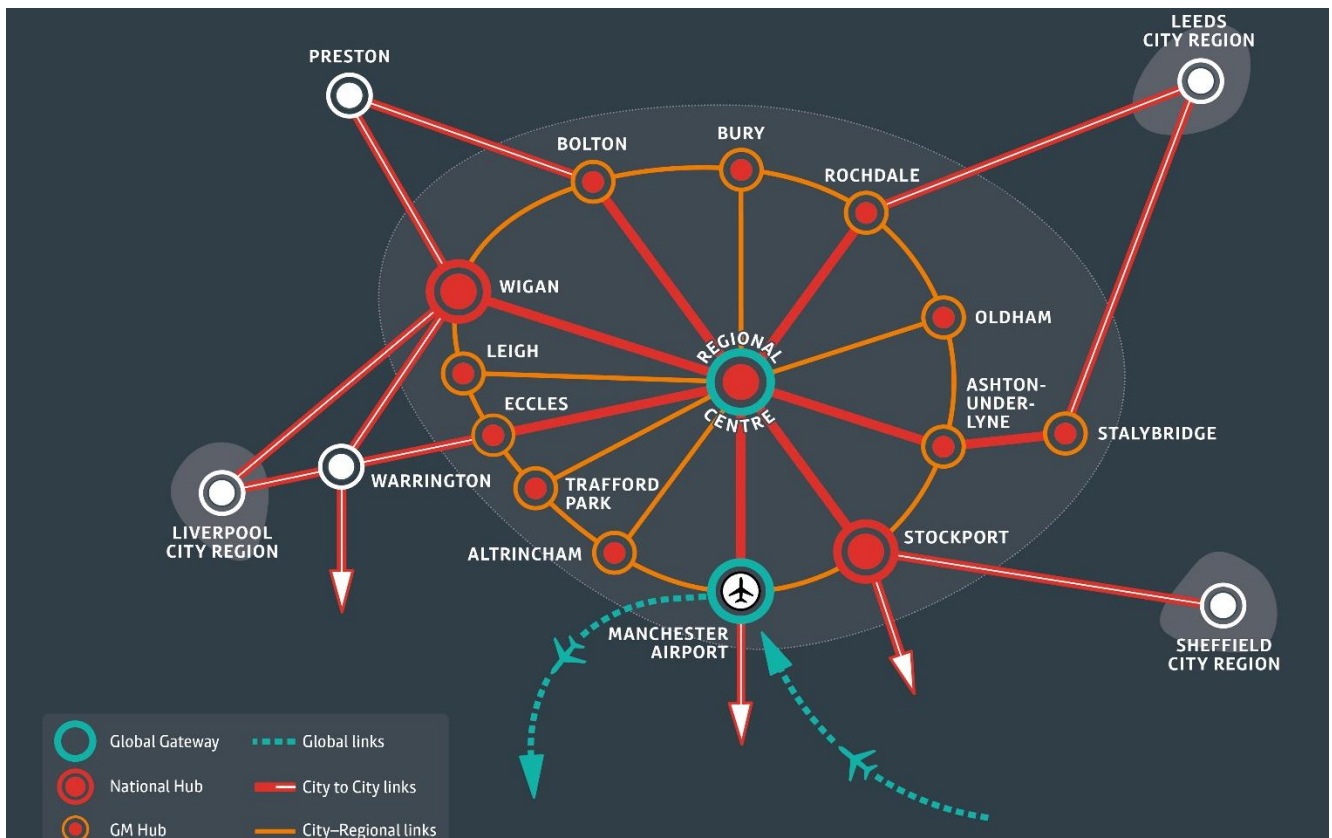 LEEDS
CITY REGION
PRESTON
BURY
BOLTON
ROCHDALE
WIGAN
OLDHAM
REGIONAL
CENTRE
LEIGH
ASHTON-
UNDER-
LYNE
ECCLES
STALYBRIDGE
WARRINGTON
TRAFFORD
PARK
LIVERPOOL
CITY REGION
STOCKPORT
ALTRINCHAM
MANCHESTER
AIRPORT
SHEFFIELD
CITY REGION
Global Gateway
Global links
National Hub
City to City links
GM Hub
City–Regional links